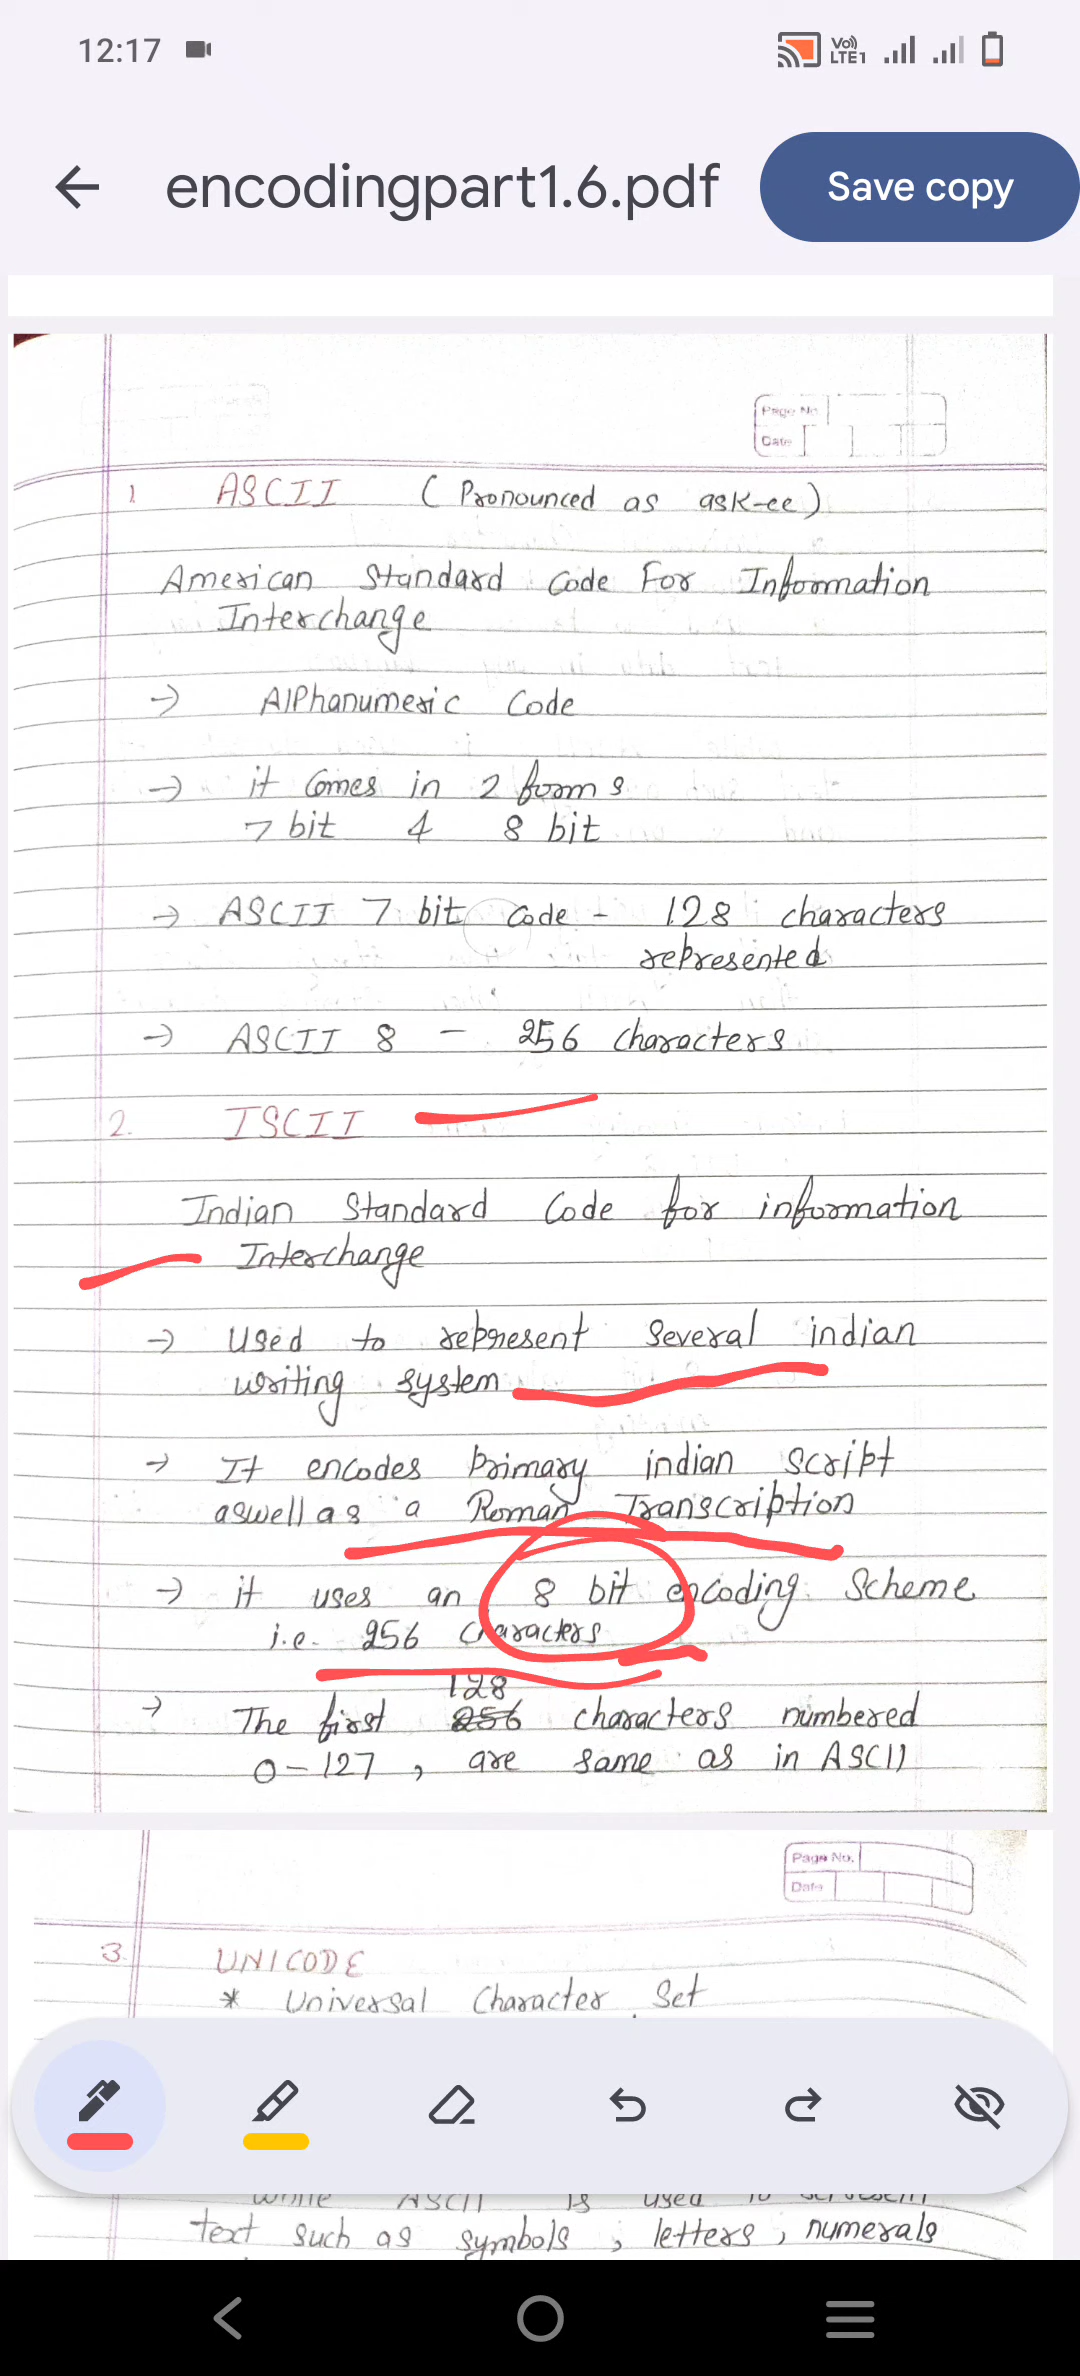 12:17
Vo)) LTE1
encodingpart1.6.pdf
Save copy
Page No.
Date
1 ASCII ( Pronounced as ask-ee )
American Standard Code For Information
Interchange
→ AlPhanumeric Code
→ it Comes in 2 forms
7 bit & 8 bit
→ ASCII 7 bit Code - 128 characters
represented
→ ASCII 8 - 256 characters
2. ISCII
Indian Standard Code for information
Interchange
→ Used to represent Several indian
writing system
→ It encodes primary indian Script
aswell as a Roman Transcription
→ it uses an 8 bit encoding Scheme
i.e. 256 characters
128
→ The first 256 characters numbered
0-127, are same as in ASCII
Page No.
Date
3. UNICODE
* Universal Character Set
while ASCII is used to represent
text such as symbols, letters, numerals